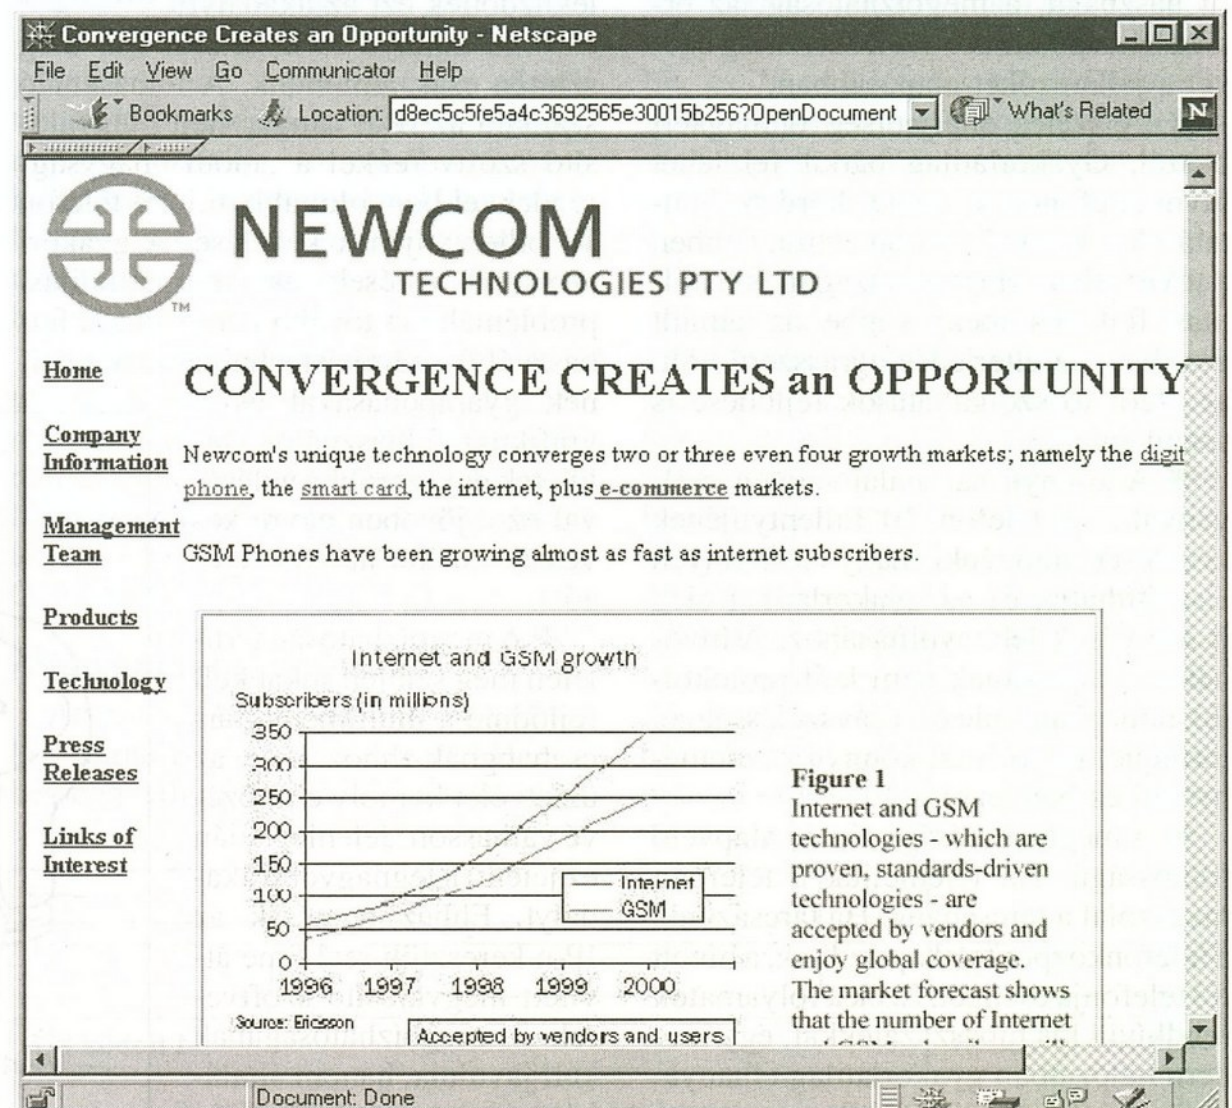 Convergence Creates an Opportunity - Netscape
File Edit View Go Communicator Help
Bookmarks Location: d8ec5c5fe5a4c3692565e30015b256?OpenDocument What's Related N
NEWCOM
TECHNOLOGIES PTY LTD
TM
Home
Company
Information
Management
Team
Products
Technology
Press
Releases
Links of
Interest
CONVERGENCE CREATES an OPPORTUNITY
Newcom's unique technology converges two or three even four growth markets; namely the digit
phone, the smart card, the internet, plus e-commerce markets.
GSM Phones have been growing almost as fast as internet subscribers.
Internet and GSM growth
Subscribers (in millions)
350
300
250
200
150
100
50
0
1996 1997 1998 1999 2000
Internet
GSM
Source: Ericsson
Accepted by vendors and users
Figure 1
Internet and GSM
technologies - which are
proven, standards-driven
technologies - are
accepted by vendors and
enjoy global coverage.
The market forecast shows
that the number of Internet
Document: Done